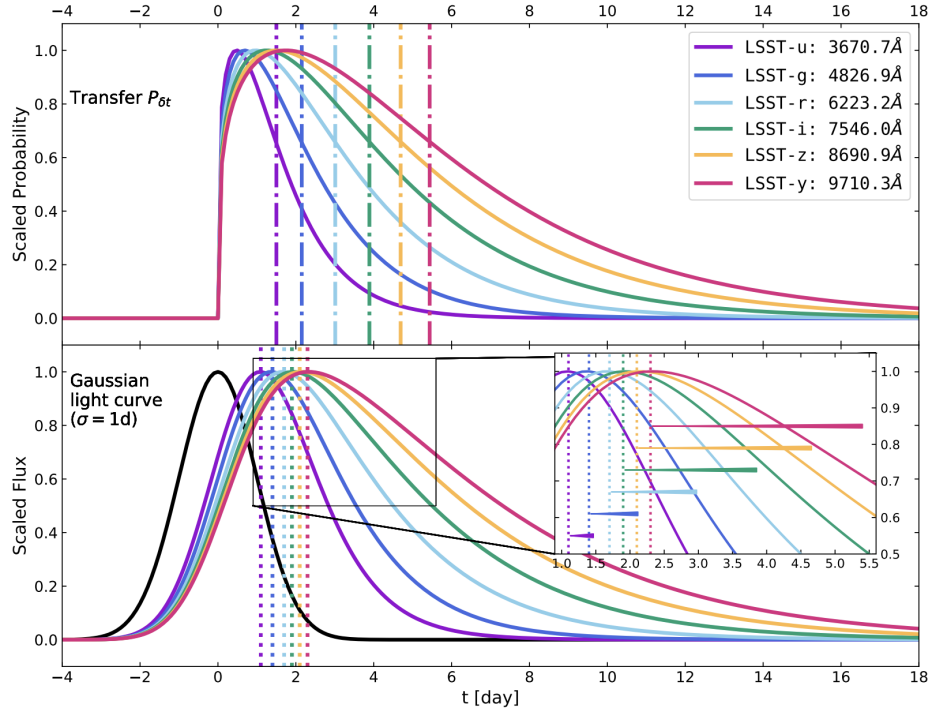 -4 -2 0 2 4 6 8 10 12 14 16 18
1.0
0.8
0.6
0.4
0.2
0.0
Scaled Probability
Transfer P_δt
LSST-u: 3670.7Å
LSST-g: 4826.9Å
LSST-r: 6223.2Å
LSST-i: 7546.0Å
LSST-z: 8690.9Å
LSST-y: 9710.3Å
1.0
0.8
0.6
0.4
0.2
0.0
Scaled Flux
Gaussian
light curve
(σ = 1d)
1.0
0.9
0.8
0.7
0.6
0.5
0.9 1.0 1.5 2.0 2.5 3.0 3.5 4.0 4.5 5.0 5.5
−4 −2 0 2 4 6 8 10 12 14 16 18
t [day]